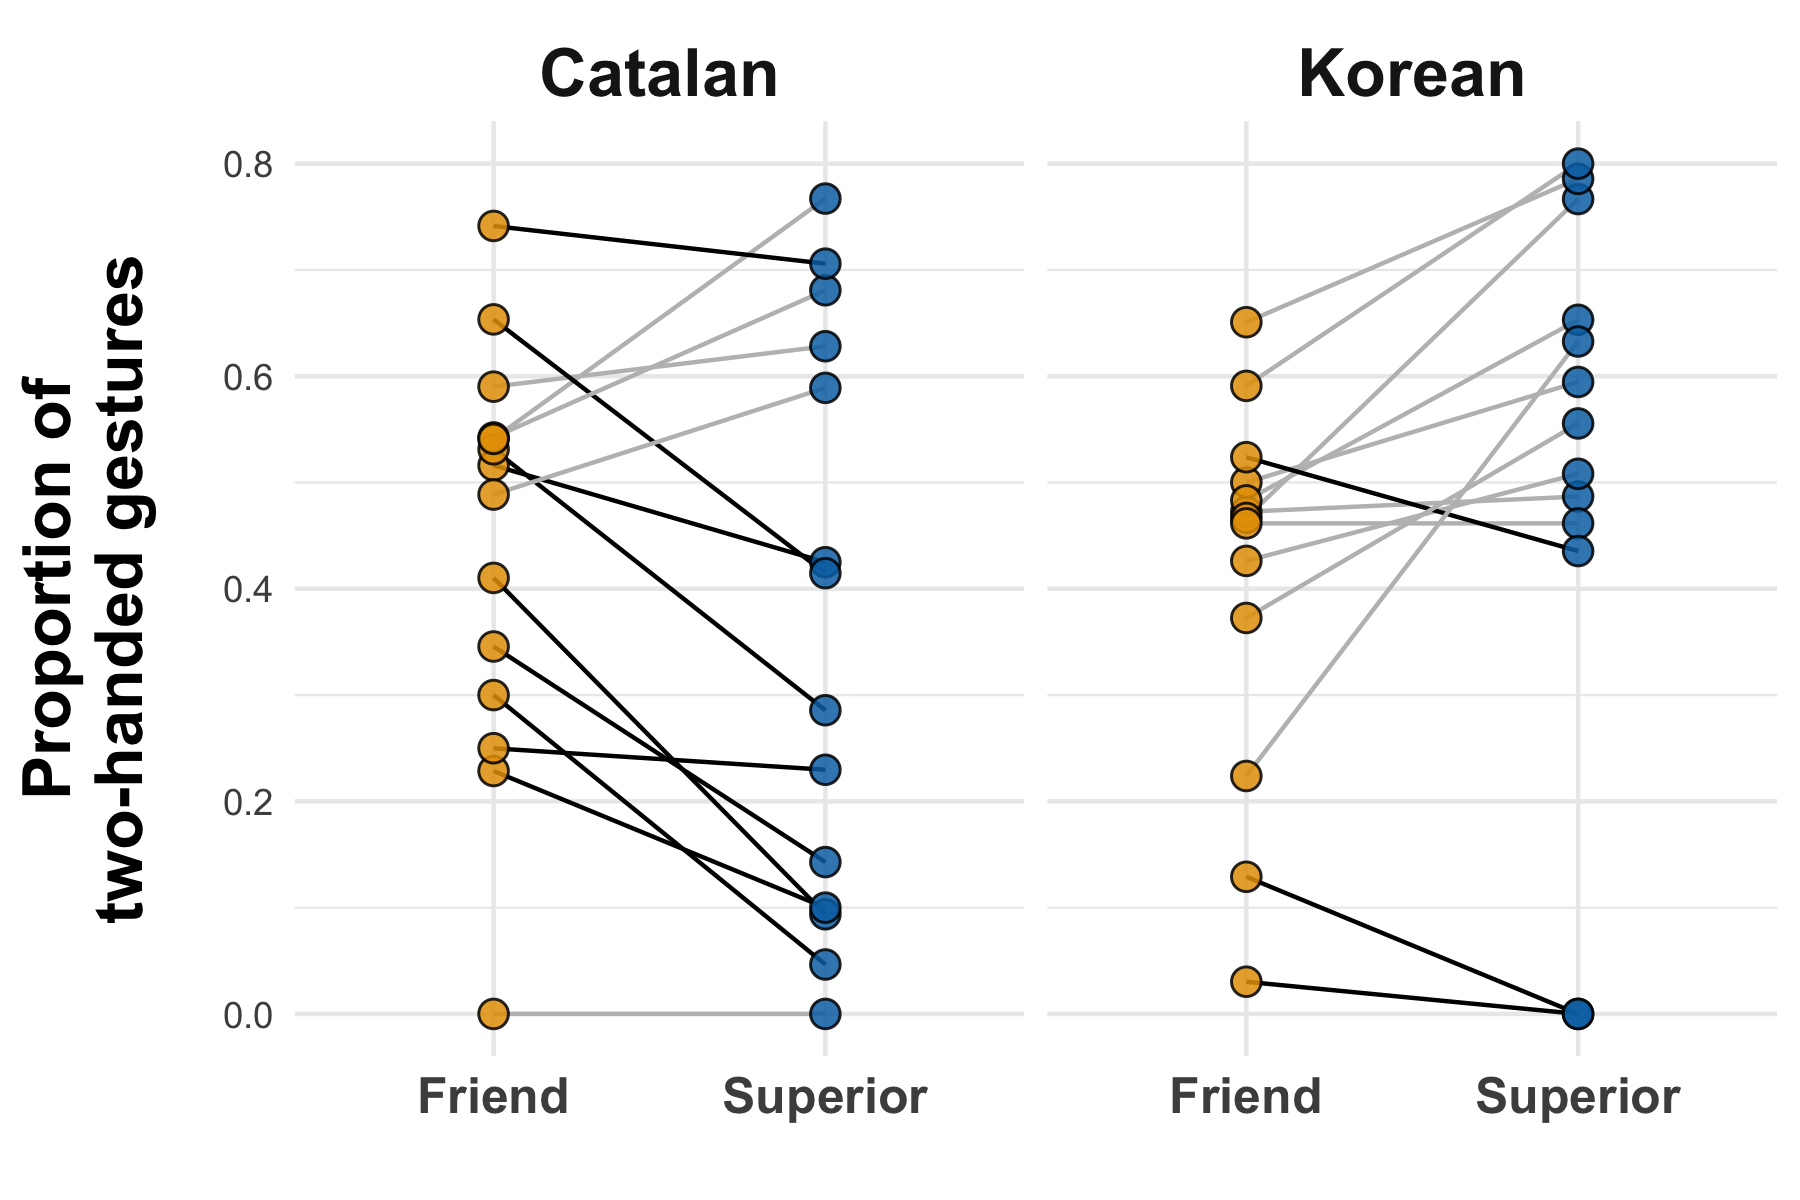 Catalan
Korean
Proportion of
two-handed gestures
0.8
0.6
0.4
0.2
0.0
Friend
Superior
Friend
Superior